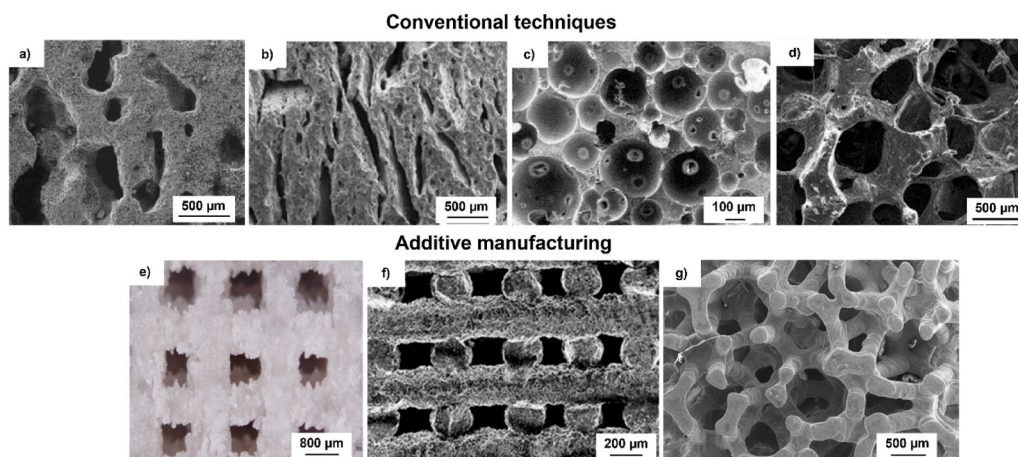 Conventional techniques
a)
b)
c)
d)
500 µm
500 µm
100 µm
500 µm
Additive manufacturing
e)
f)
g)
800 µm
200 µm
500 µm